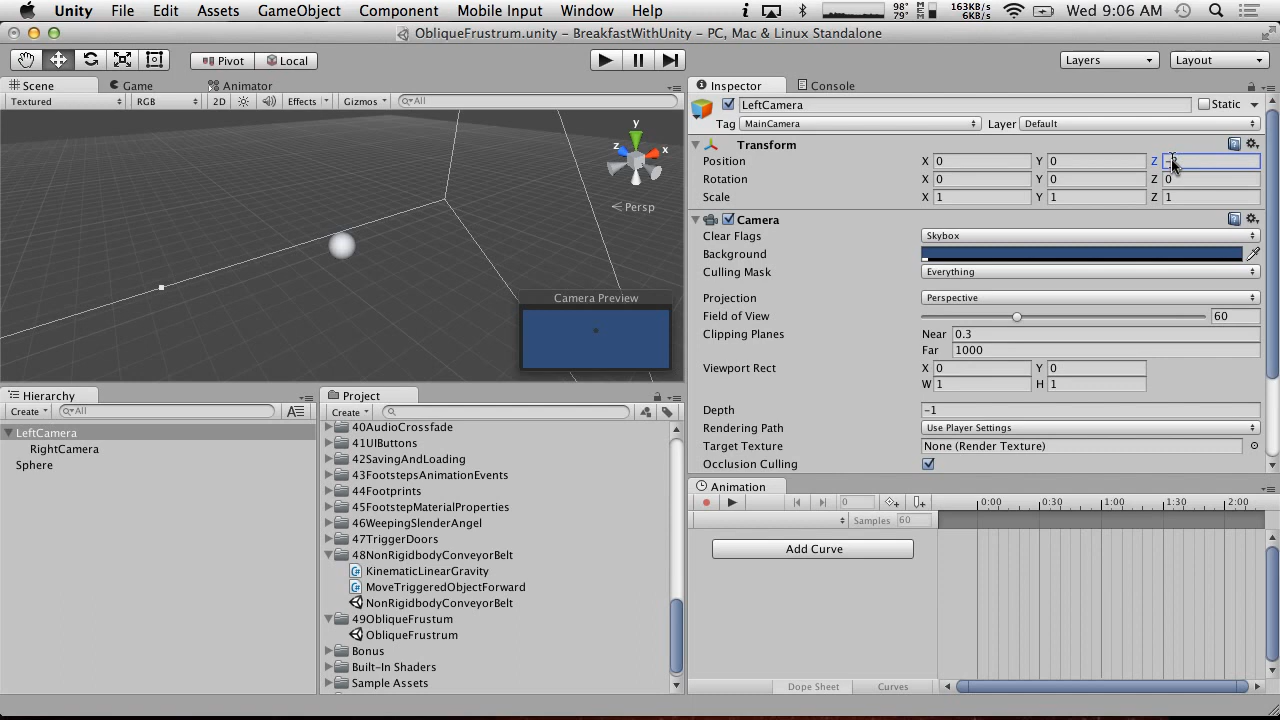 Unity File Edit Assets GameObject Component Mobile Input Window Help 98° 79° 163KB/s 6KB/s Wed 9:06 AM
ObliqueFrustrum.unity - BreakfastWithUnity - PC, Mac & Linux Standalone
Pivot Local Layers Layout
Scene Game Animator
Textured RGB 2D Effects Gizmos All
y
z x
Persp
Camera Preview
Inspector Console
LeftCamera Static
Tag MainCamera Layer Default
Transform
Position X 0 Y 0 Z
Rotation X 0 Y 0 Z 0
Scale X 1 Y 1 Z 1
Camera
Clear Flags Skybox
Background
Culling Mask Everything
Projection Perspective
Field of View 60
Clipping Planes Near 0.3
Far 1000
Viewport Rect X 0 Y 0
W 1 H 1
Depth -1
Rendering Path Use Player Settings
Target Texture None (Render Texture)
Occlusion Culling
Hierarchy
Create All
LeftCamera
RightCamera
Sphere
Project
Create
40AudioCrossfade
41UIButtons
42SavingAndLoading
43FootstepsAnimationEvents
44Footprints
45FootstepMaterialProperties
46WeepingSlenderAngel
47TriggerDoors
48NonRigidbodyConveyorBelt
KinematicLinearGravity
MoveTriggeredObjectForward
NonRigidbodyConveyorBelt
49ObliqueFrustum
ObliqueFrustrum
Bonus
Built-In Shaders
Sample Assets
Animation
0 0:00 0:30 1:00 1:30 2:00
Samples 60
Add Curve
Dope Sheet Curves